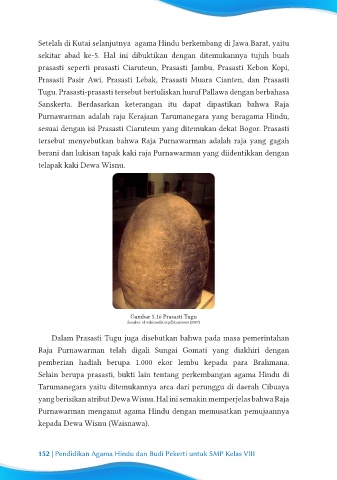 Setelah di Kutai selanjutnya agama Hindu berkembang di Jawa Barat, yaitu
sekitar abad ke-5. Hal ini dibuktikan dengan ditemukannya tujuh buah
prasasti seperti prasasti Ciaruteun, Prasasti Jambu, Prasasti Kebon Kopi,
Prasasti Pasir Awi, Prasasti Lebak, Prasasti Muara Cianten, dan Prasasti
Tugu. Prasasti-prasasti tersebut bertuliskan huruf Pallawa dengan berbahasa
Sanskerta. Berdasarkan keterangan itu dapat dipastikan bahwa Raja
Purnawarman adalah raja Kerajaan Tarumanegara yang beragama Hindu,
sesuai dengan isi Prasasti Ciaruteun yang ditemukan dekat Bogor. Prasasti
tersebut menyebutkan bahwa Raja Purnawarman adalah raja yang gagah
berani dan lukisan tapak kaki raja Purnawarman yang diidentikkan dengan
telapak kaki Dewa Wisnu.
Gambar 5.16 Prasasti Tugu
Dalam Prasasti Tugu juga disebutkan bahwa pada masa pemerintahan
Raja Purnawarman telah digali Sungai Gomati yang diakhiri dengan
pemberian hadiah berupa 1.000 ekor lembu kepada para Brahmana.
Selain berupa prasasti, bukti lain tentang perkembangan agama Hindu di
Tarumanegara yaitu ditemukannya arca dari perunggu di daerah Cibuaya
yang berisikan atribut Dewa Wisnu. Hal ini semakin memperjelas bahwa Raja
Purnawarman menganut agama Hindu dengan memusatkan pemujaannya
kepada Dewa Wisnu (Waisnawa).
152 | Pendidikan Agama Hindu dan Budi Pekerti untuk SMP Kelas VIII